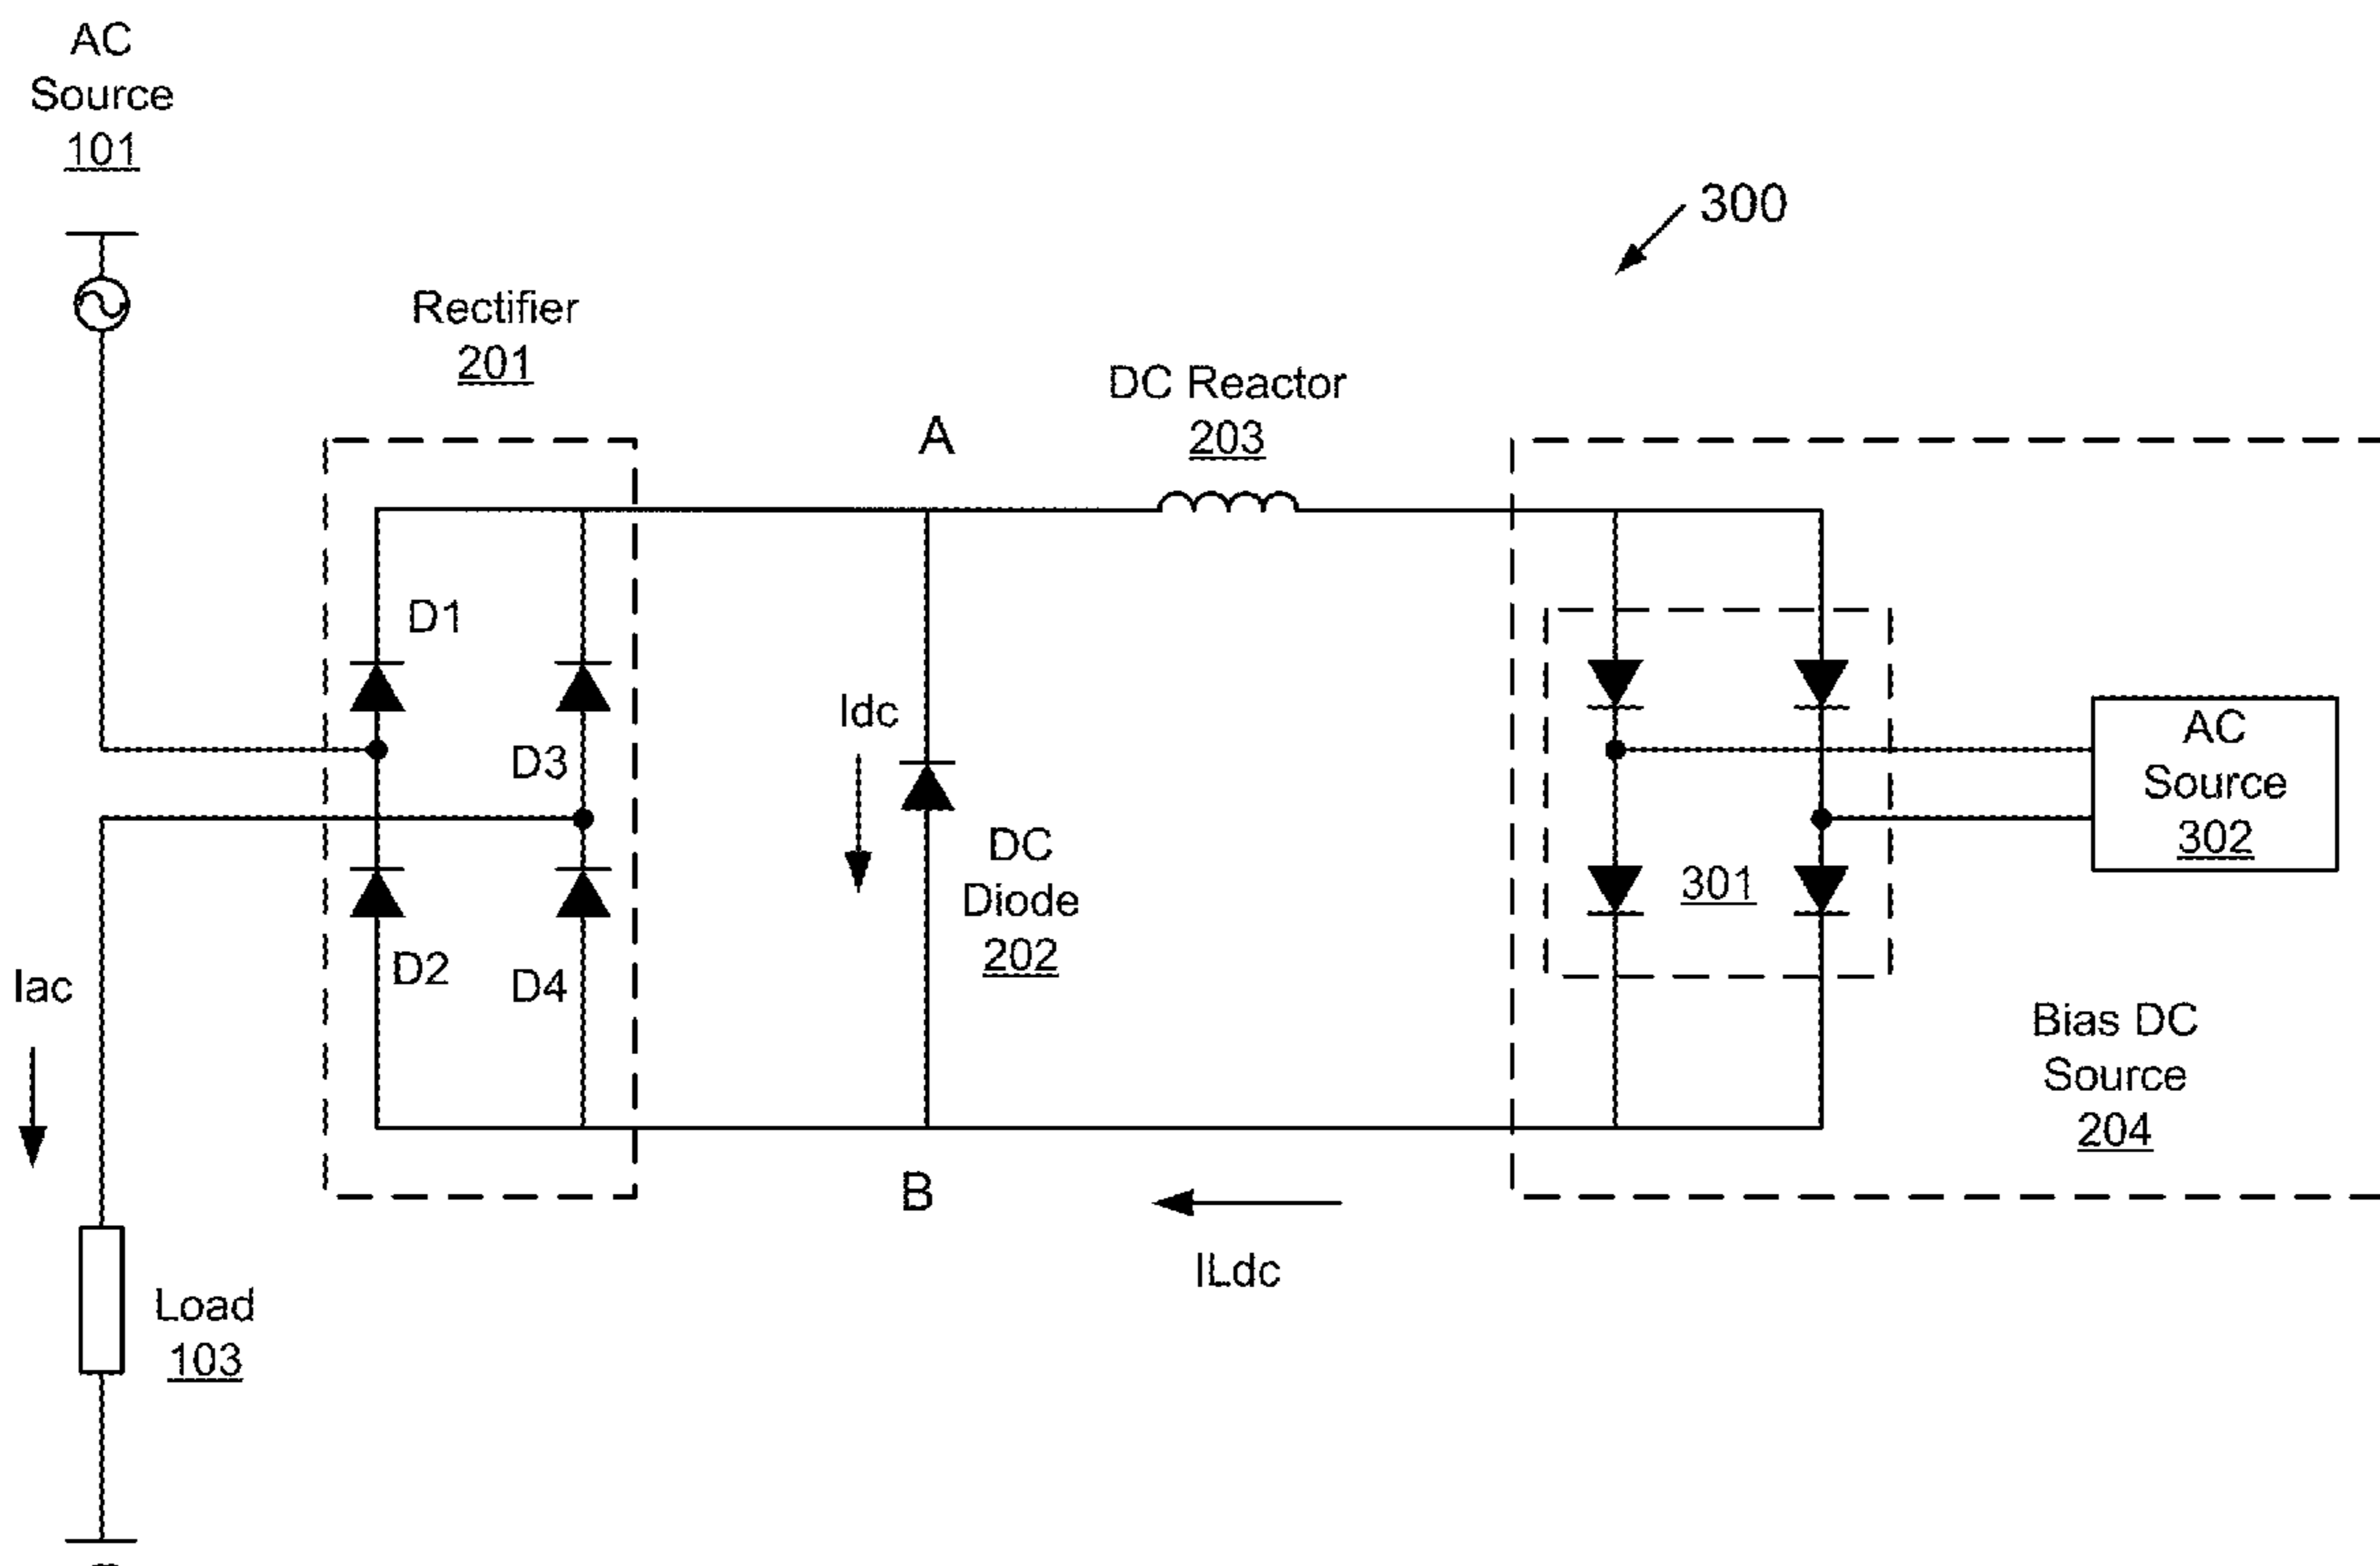 AC
Source
101
300
Rectifier
201
DC Reactor
203
A
D1
Idc
D3
AC
Source
302
DC
Diode
202
301
D2
D4
Iac
Bias DC
Source
204
B
ILdc
Load
103